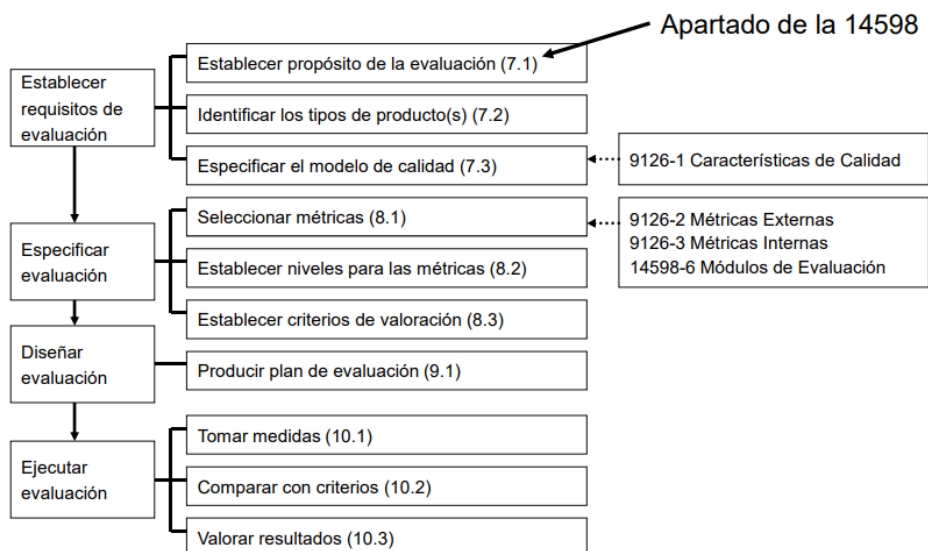 Apartado de la 14598
Establecer
requisitos de
evaluación
Establecer propósito de la evaluación (7.1)
Identificar los tipos de producto(s) (7.2)
Especificar el modelo de calidad (7.3)
9126-1 Características de Calidad
Especificar
evaluación
Seleccionar métricas (8.1)
Establecer niveles para las métricas (8.2)
Establecer criterios de valoración (8.3)
9126-2 Métricas Externas
9126-3 Métricas Internas
14598-6 Módulos de Evaluación
Diseñar
evaluación
Producir plan de evaluación (9.1)
Ejecutar
evaluación
Tomar medidas (10.1)
Comparar con criterios (10.2)
Valorar resultados (10.3)